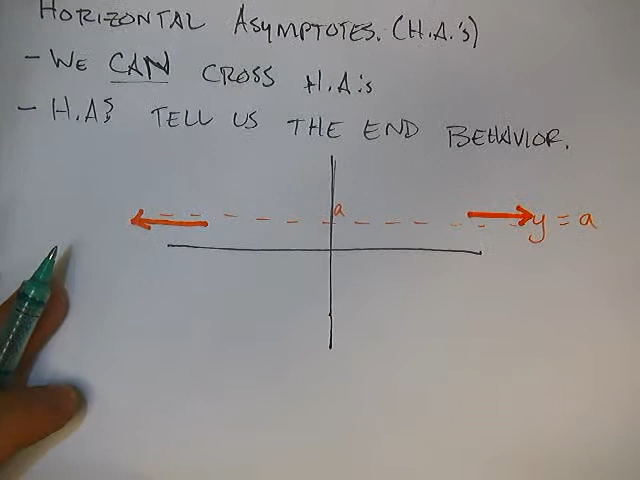 HORIZONTAL ASYMPTOTES. (H.A.'s)
- WE CAN CROSS H.A.'s
- H.A.'s TELL US THE END BEHAVIOR.
a
y = a